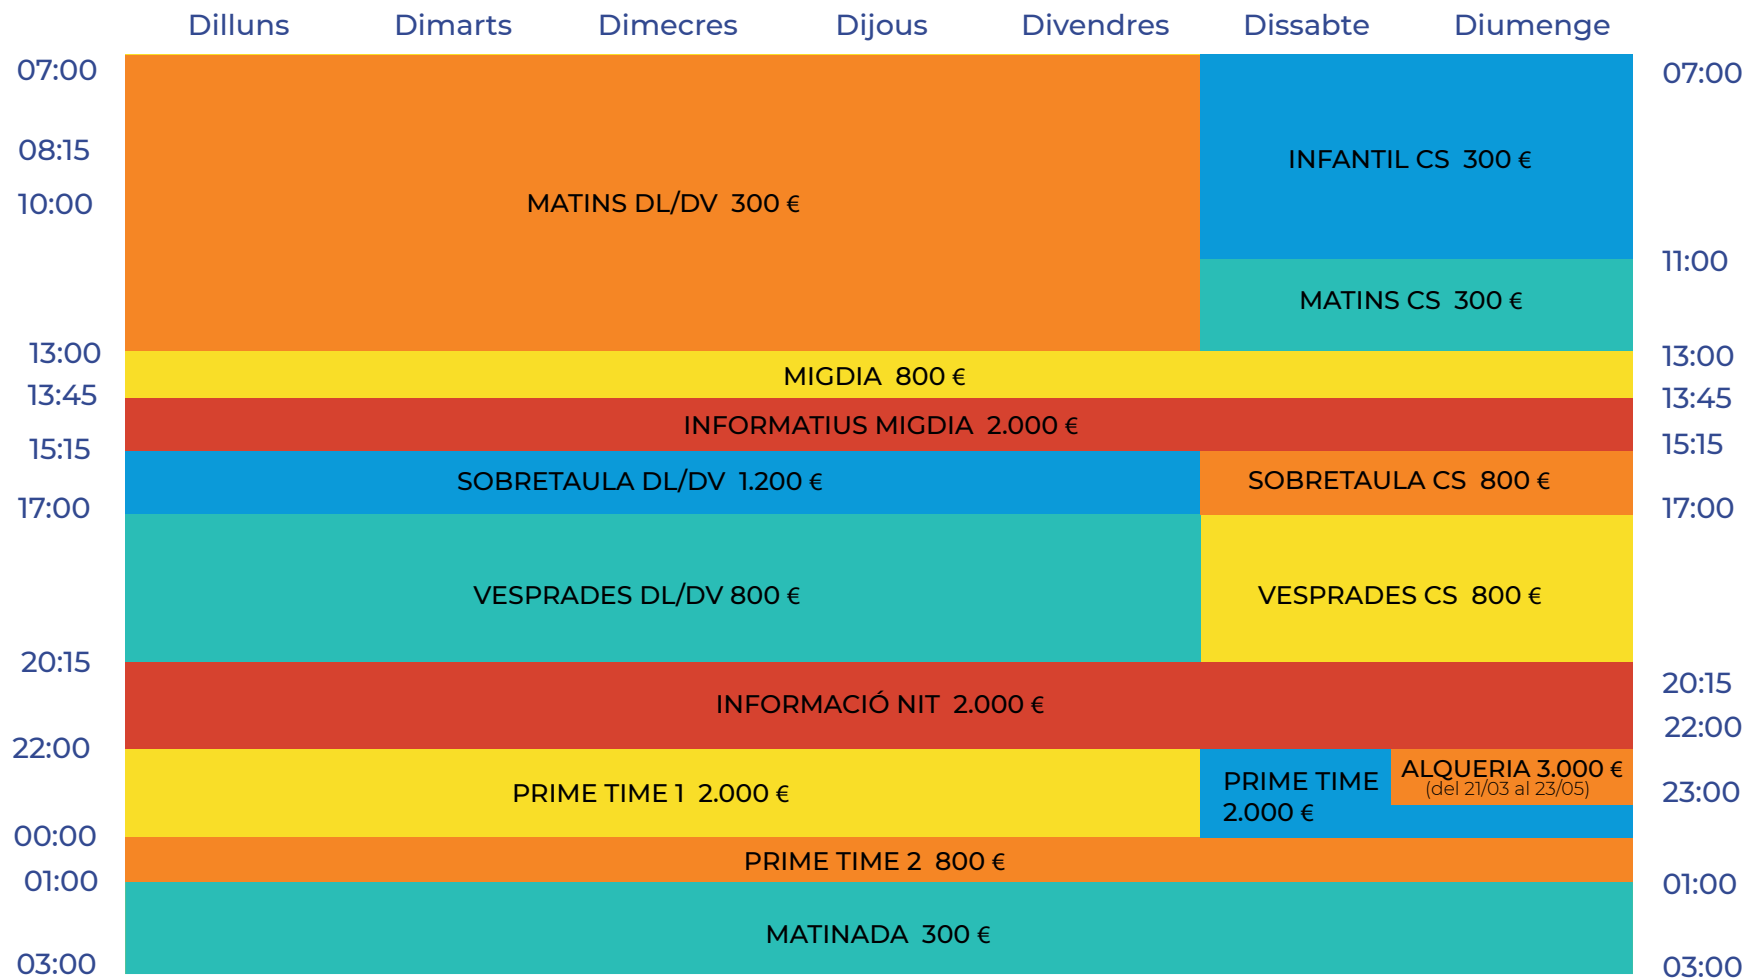 Dilluns Dimarts Dimecres Dijous Divendres Dissabte Diumenge
07:00 07:00
08:15 INFANTIL CS 300 €
10:00 MATINS DL/DV 300 €
11:00
MATINS CS 300 €
13:00 13:00
MIGDIA 800 €
13:45 13:45
INFORMATIUS MIGDIA 2.000 €
15:15 15:15
SOBRETAULA DL/DV 1.200 € SOBRETAULA CS 800 €
17:00 17:00
VESPRADES DL/DV 800 € VESPRADES CS 800 €
20:15 20:15
INFORMACIÓ NIT 2.000 €
22:00 22:00
ALQUERIA 3.000 €
(del 21/03 al 23/05)
PRIME TIME 1 2.000 € PRIME TIME
2.000 €
23:00
00:00
PRIME TIME 2 800 €
01:00 01:00
MATINADA 300 €
03:00 03:00